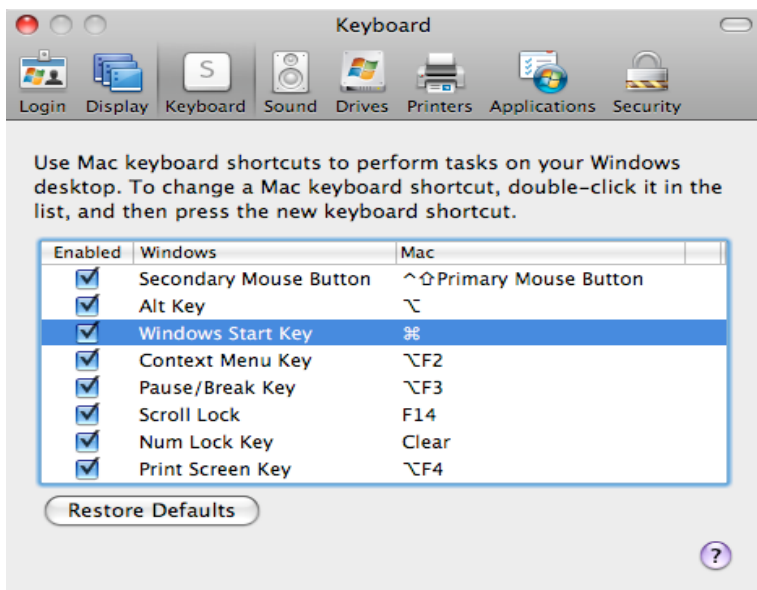 Keyboard
Login Display Keyboard Sound Drives Printers Applications Security
Use Mac keyboard shortcuts to perform tasks on your Windows
desktop. To change a Mac keyboard shortcut, double-click it in the
list, and then press the new keyboard shortcut.
Enabled Windows Mac
Secondary Mouse Button ^⇧Primary Mouse Button
Alt Key ⌥
Windows Start Key ⌘
Context Menu Key ⌥F2
Pause/Break Key ⌥F3
Scroll Lock F14
Num Lock Key Clear
Print Screen Key ⌥F4
Restore Defaults
?